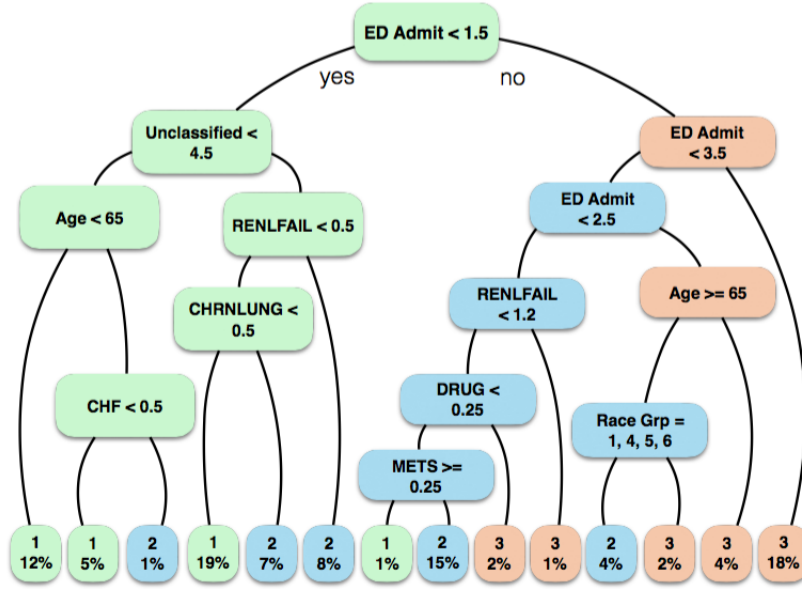 ED Admit < 1.5
yes
no
Unclassified <
4.5
ED Admit
< 3.5
Age < 65
RENLFAIL < 0.5
ED Admit
< 2.5
CHRNLUNG <
0.5
RENLFAIL
< 1.2
Age >= 65
CHF < 0.5
DRUG <
0.25
Race Grp =
1, 4, 5, 6
METS >=
0.25
1
12%
1
5%
2
1%
1
19%
2
7%
2
8%
1
1%
2
15%
3
2%
3
1%
2
4%
3
2%
3
4%
3
18%